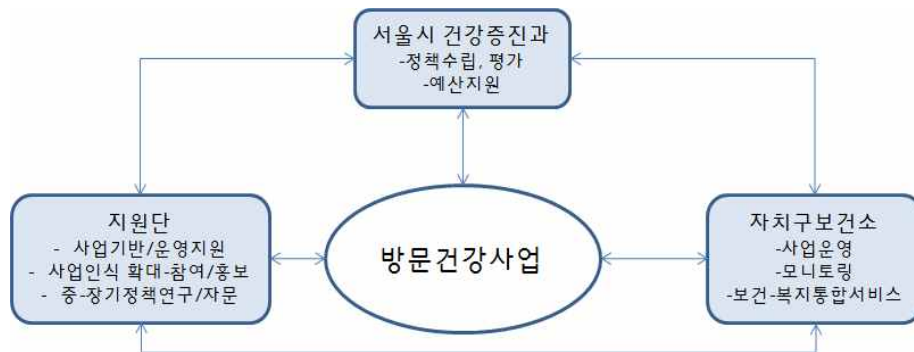 서울시 건강증진과
-정책수립, 평가
-예산지원
지원단
- 사업기반/운영지원
- 사업인식 확대-참여/홍보
- 중-장기정책연구/자문
방문건강사업
자치구보건소
-사업운영
-모니토링
-보건-복지통합서비스